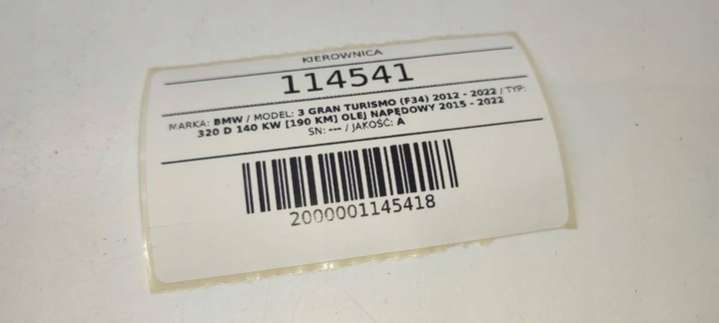 KIEROWNICA
114541
MARKA: BMW / MODEL: 3 GRAN TURISMO (F34) 2012 - 2022 / TYP:
320 D 140 KW [190 KM] OLEJ NAPĘDOWY 2015 - 2022
SN: --- / JAKOŚĆ: A
2000001145418